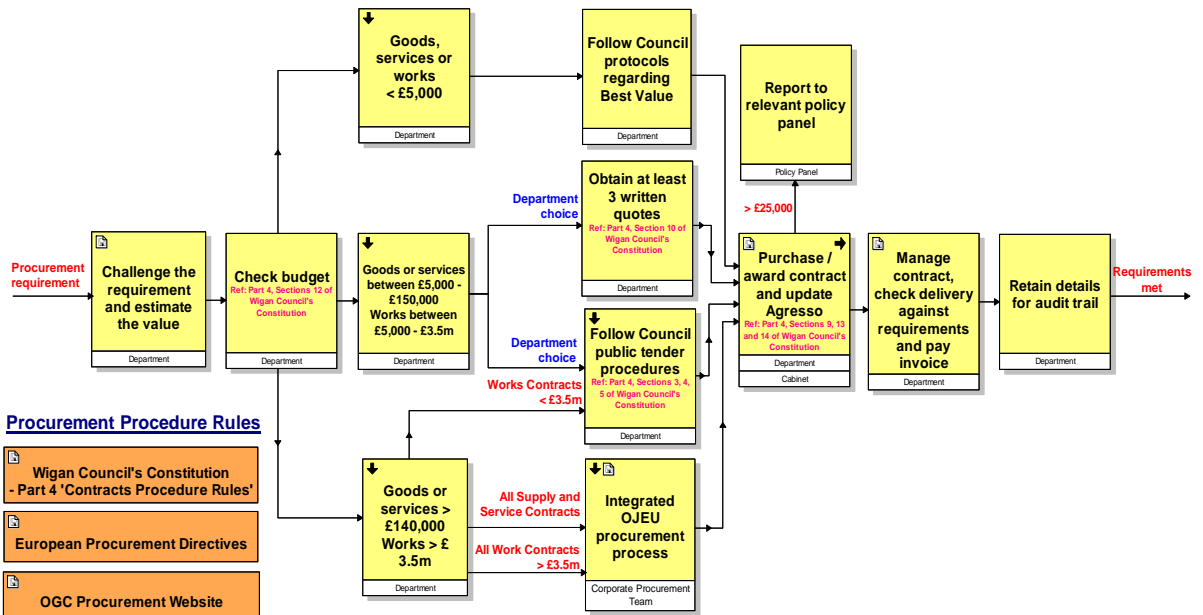 Goods,
services or
works
< £5,000
Department
Follow Council
protocols
regarding
Best Value
Department
Report to
relevant policy
panel
Policy Panel
> £25,000
Department
choice
Obtain at least
3 written
quotes
Ref: Part 4, Section 10 of
Wigan Council's
Constitution
Department
Procurement
requirement
Challenge the
requirement
and estimate
the value
Department
Check budget
Ref: Part 4, Sections 12 of
Wigan Council's
Constitution
Department
Goods or services
between £5,000 -
£150,000
Works between
£5,000 - £3.5m
Department
Department
choice
Works Contracts
< £3.5m
Follow Council
public tender
procedures
Ref: Part 4, Sections 3, 4,
5 of Wigan Council's
Constitution
Department
Purchase /
award contract
and update
Agresso
Ref: Part 4, Sections 9, 13
and 14 of Wigan Council's
Constitution
Department
Cabinet
Manage
contract,
check delivery
against
requirements
and pay
invoice
Department
Retain details
for audit trail
Department
Requirements
met
Goods or
services >
£140,000
Works > £
3.5m
Department
All Supply and
Service Contracts
All Work Contracts
> £3.5m
Integrated
OJEU
procurement
process
Corporate Procurement
Team
Procurement Procedure Rules
Wigan Council's Constitution
- Part 4 'Contracts Procedure Rules'
European Procurement Directives
OGC Procurement Website